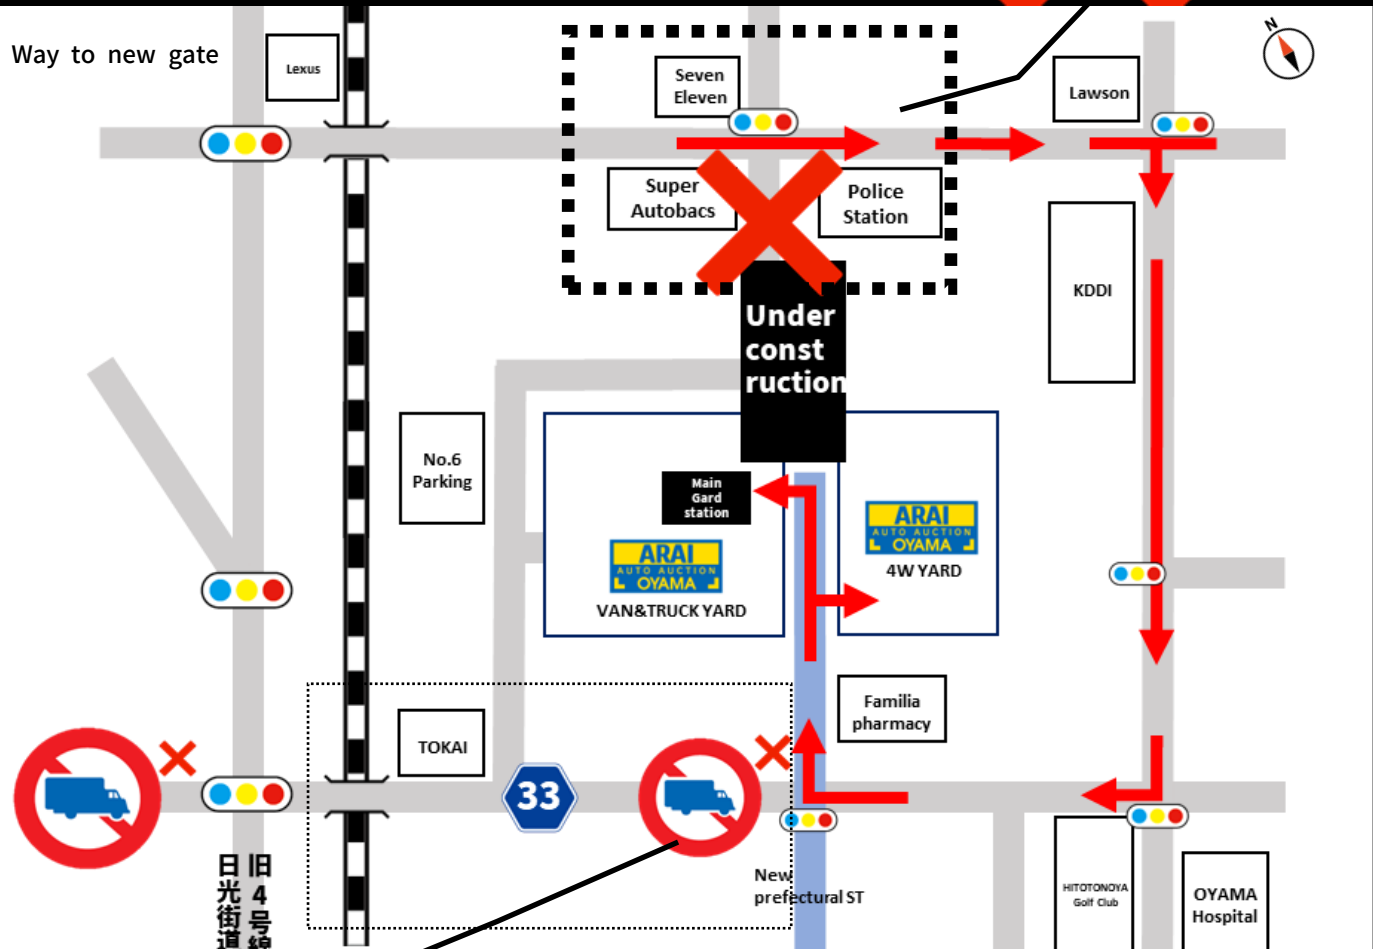 Way to new gate
Lexus
Seven
Eleven
Lawson
N
Super
Autobacs
Police
Station
KDDI
Under
const
ruction
No.6
Parking
Main
Gard
station
ARAI
AUTO AUCTION
OYAMA
VAN&TRUCK YARD
ARAI
AUTO AUCTION
OYAMA
4W YARD
Familia
pharmacy
TOKAI
33
New
prefectural ST
旧4号線
日光街道
HITOTONOYA
Golf Club
OYAMA
Hospital